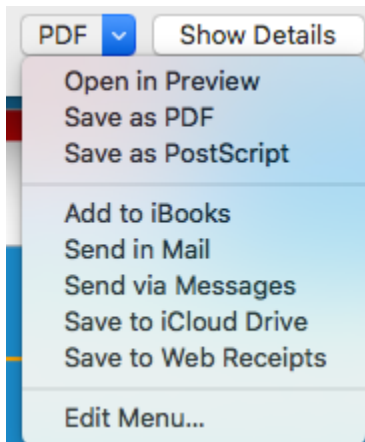 PDF Show Details
Open in Preview
Save as PDF
Save as PostScript
Add to iBooks
Send in Mail
Send via Messages
Save to iCloud Drive
Save to Web Receipts
Edit Menu...